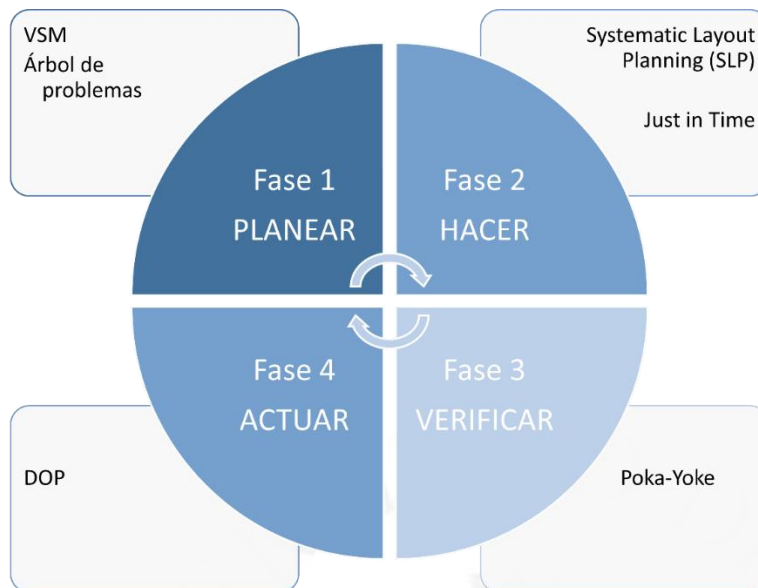 VSM
Árbol de
problemas
Systematic Layout
Planning (SLP)
Just in Time
Fase 1
PLANEAR
Fase 2
HACER
Fase 4
ACTUAR
Fase 3
VERIFICAR
DOP
Poka-Yoke